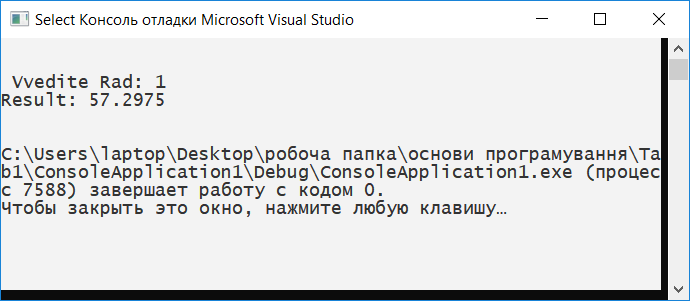 Select Консоль отладки Microsoft Visual Studio
Vvedite Rad: 1
Result: 57.2975
C:\Users\laptop\Desktop\робоча папка\основи програмування\Та
b1\ConsoleApplication1\Debug\ConsoleApplication1.exe (процес
с 7588) завершает работу с кодом 0.
Чтобы закрыть это окно, нажмите любую клавишу…